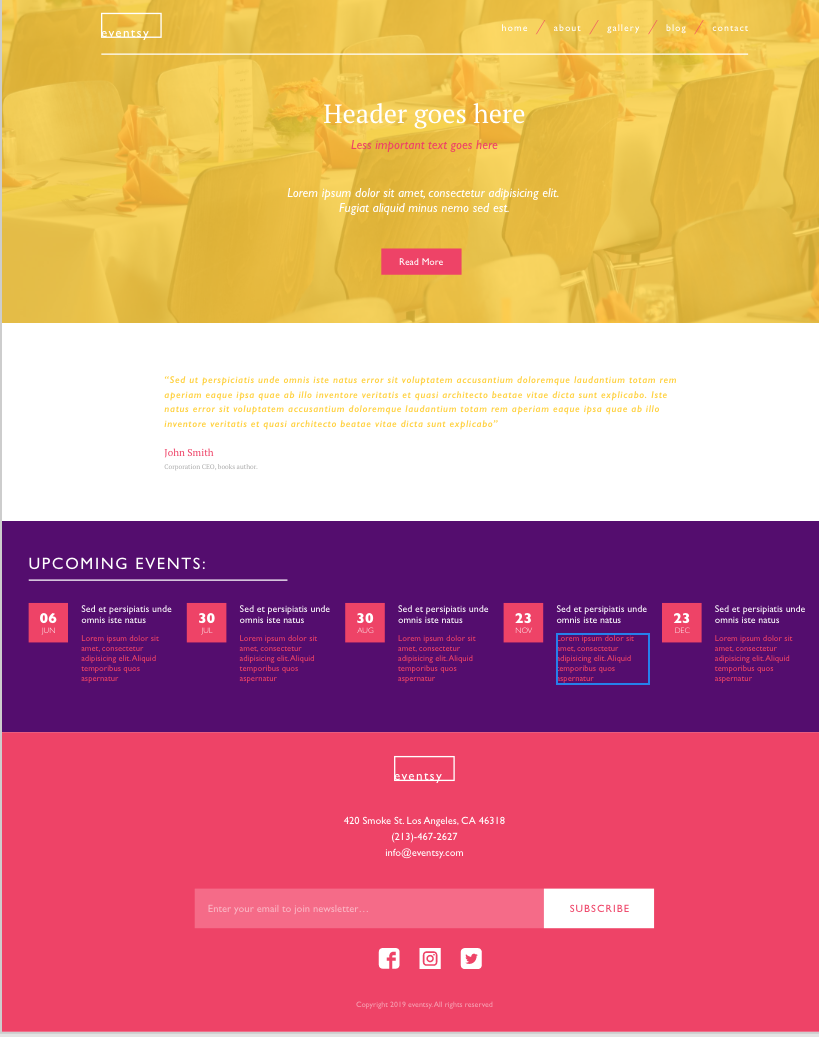 eventsy
home / about / gallery / blog / contact
Header goes here
Less important text goes here
Lorem ipsum dolor sit amet, consectetur adipisicing elit.
Fugiat aliquid minus nemo sed est.
Read More
"Sed ut perspiciatis unde omnis iste natus error sit voluptatem accusantium doloremque laudantium totam rem
aperiam eaque ipsa quae ab illo inventore veritatis et quasi architecto beatae vitae dicta sunt explicabo. Iste
natus error sit voluptatem accusantium doloremque laudantium totam rem aperiam eaque ipsa quae ab illo
inventore veritatis et quasi architecto beatae vitae dicta sunt explicabo"
John Smith
Corporation CEO, books author.
UPCOMING EVENTS:
06
JUN
Sed et persipiatis unde
omnis iste natus
Lorem ipsum dolor sit
amet, consectetur
adipisicing elit. Aliquid
temporibus quos
aspernatur
30
JUL
Sed et persipiatis unde
omnis iste natus
Lorem ipsum dolor sit
amet, consectetur
adipisicing elit. Aliquid
temporibus quos
aspernatur
30
AUG
Sed et persipiatis unde
omnis iste natus
Lorem ipsum dolor sit
amet, consectetur
adipisicing elit. Aliquid
temporibus quos
aspernatur
23
NOV
Sed et persipiatis unde
omnis iste natus
Lorem ipsum dolor sit
amet, consectetur
adipisicing elit. Aliquid
temporibus quos
aspernatur
23
DEC
Sed et persipiatis unde
omnis iste natus
Lorem ipsum dolor sit
amet, consectetur
adipisicing elit. Aliquid
temporibus quos
aspernatur
eventsy
420 Smoke St. Los Angeles, CA 46318
(213)-467-2627
info@eventsy.com
Enter your email to join newsletter...
SUBSCRIBE
Copyright 2019 eventsy. All rights reserved